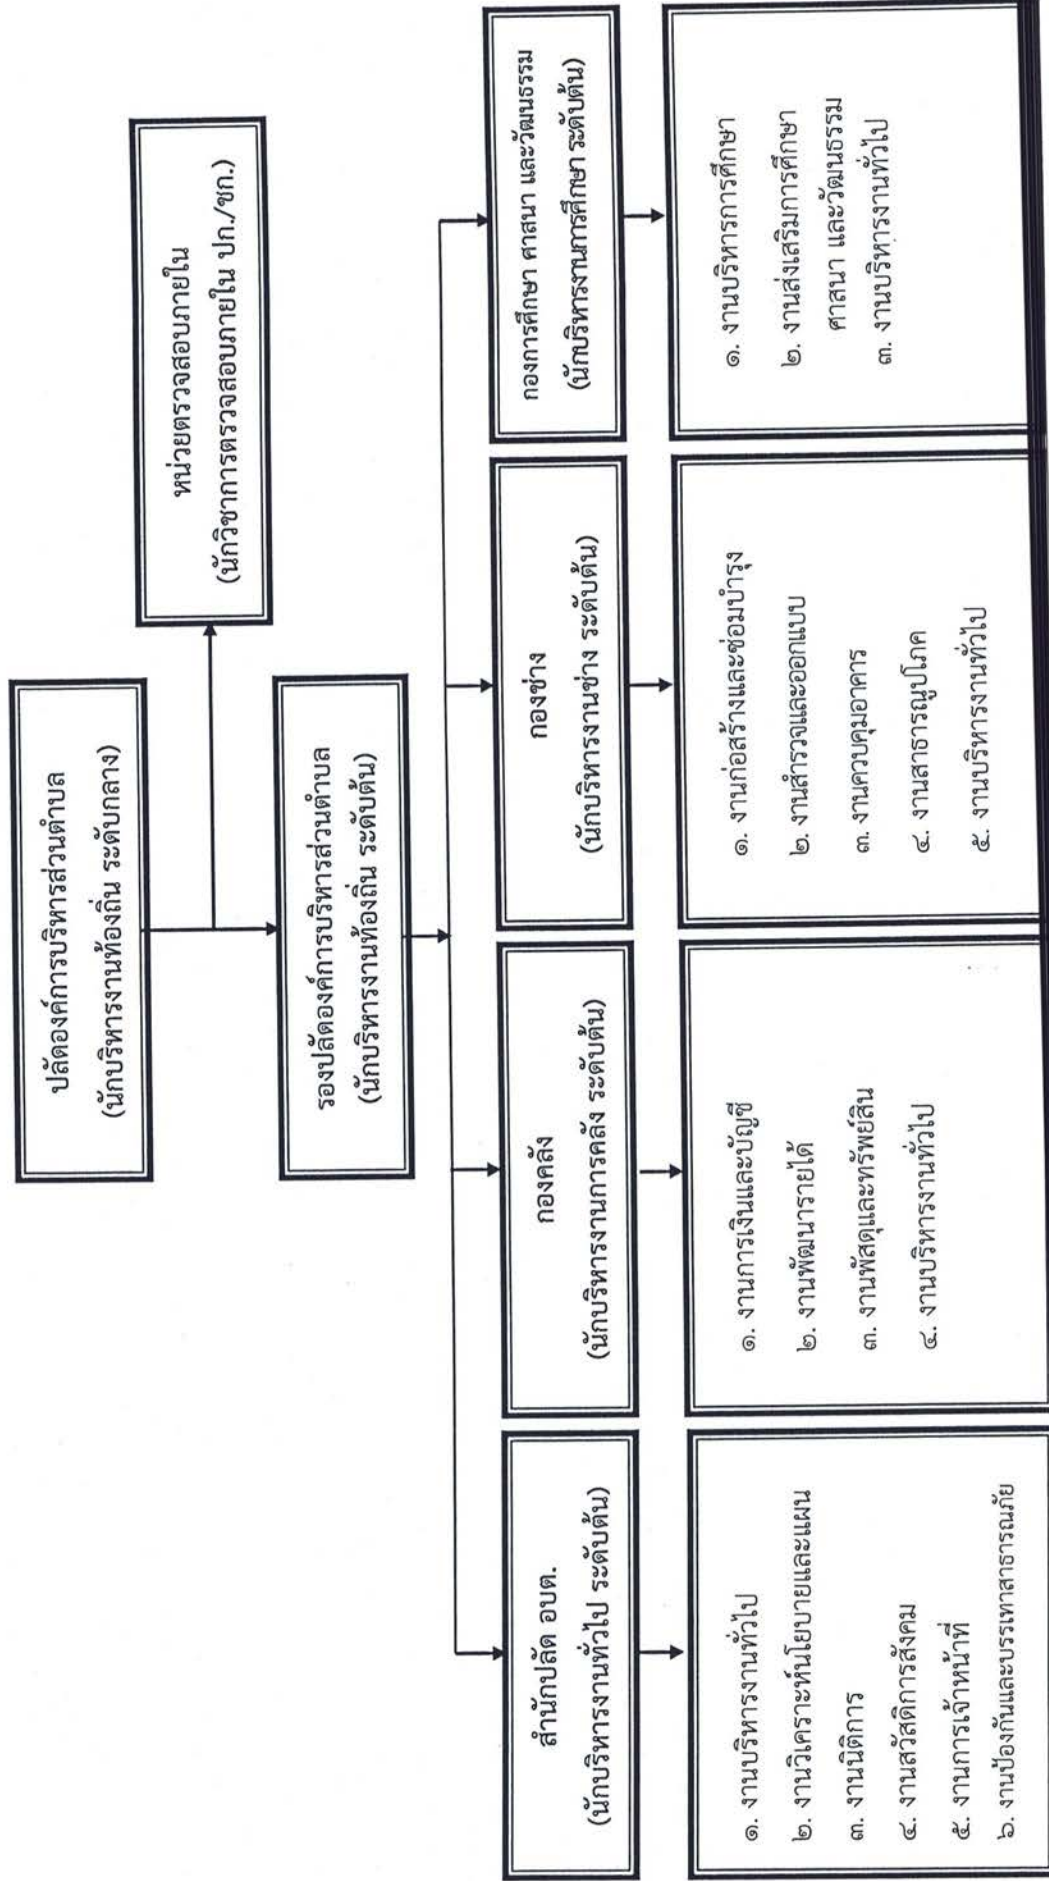 ปลัดองค์การบริหารส่วนตำบล
(นักบริหารงานท้องถิ่น ระดับกลาง)
หน่วยตรวจสอบภายใน
(นักวิชาการตรวจสอบภายใน ปก./ชก.)
รองปลัดองค์การบริหารส่วนตำบล
(นักบริหารงานท้องถิ่น ระดับต้น)
สำนักปลัด อบต.
(นักบริหารงานทั่วไป ระดับต้น)
กองคลัง
(นักบริหารงานการคลัง ระดับต้น)
กองช่าง
(นักบริหารงานช่าง ระดับต้น)
กองการศึกษา ศาสนา และวัฒนธรรม
(นักบริหารงานการศึกษา ระดับต้น)
๑. งานบริหารงานทั่วไป
๒. งานวิเคราะห์นโยบายและแผน
๓. งานนิติการ
๔. งานสวัสดิการสังคม
๕. งานการเจ้าหน้าที่
๖. งานป้องกันและบรรเทาสาธารณภัย
๑. งานการเงินและบัญชี
๒. งานพัฒนารายได้
๓. งานพัสดุและทรัพย์สิน
๔. งานบริหารงานทั่วไป
๑. งานก่อสร้างและซ่อมบำรุง
๒. งานสำรวจและออกแบบ
๓. งานควบคุมอาคาร
๔. งานสาธารณูปโภค
๕. งานบริหารงานทั่วไป
๑. งานบริหารการศึกษา
๒. งานส่งเสริมการศึกษา
ศาสนา และวัฒนธรรม
๓. งานบริหารงานทั่วไป